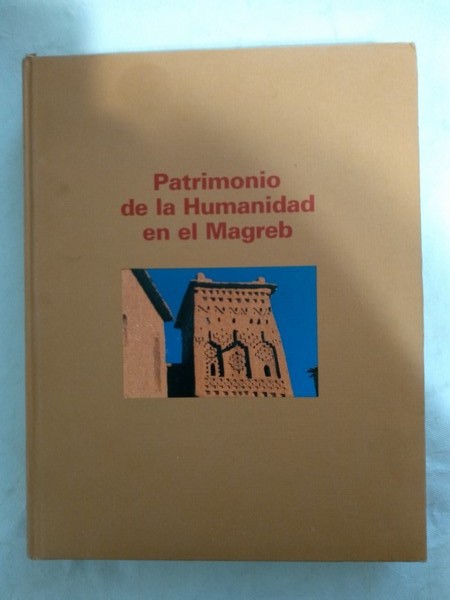 Patrimonio
de la Humanidad
en el Magreb